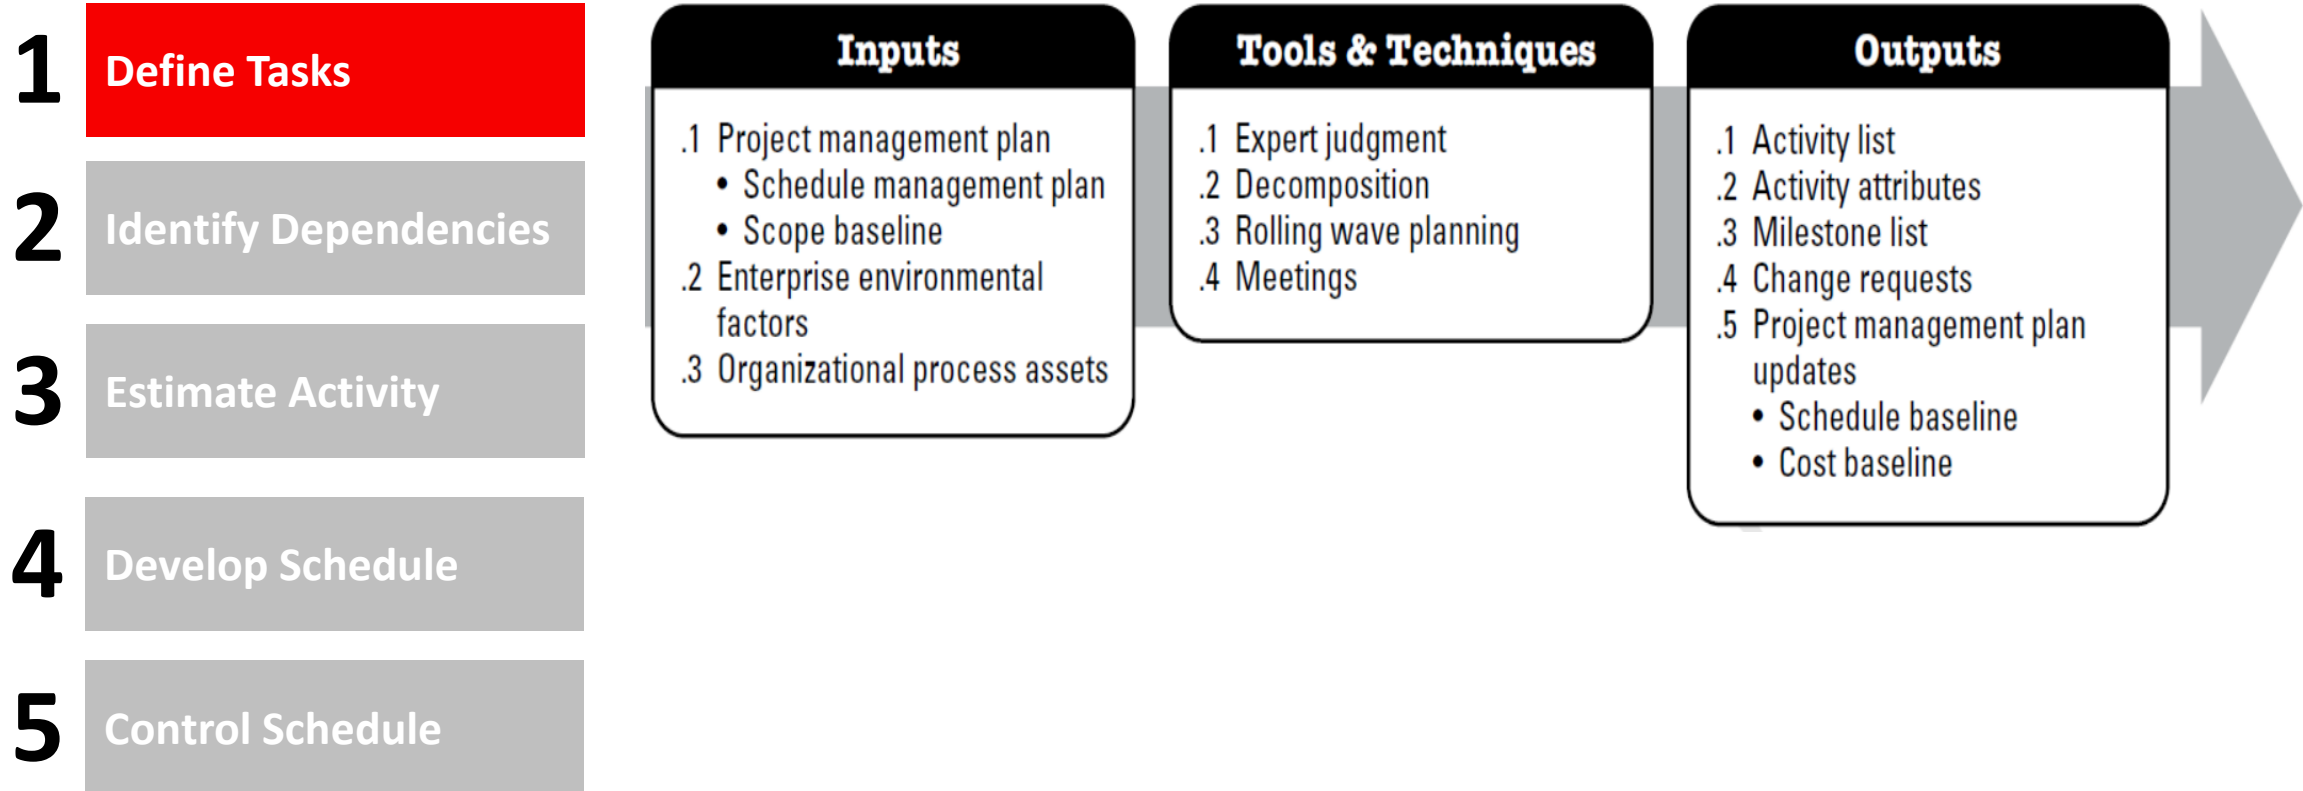 1
Define Tasks
2
Identify Dependencies
3
Estimate Activity
4
Develop Schedule
5
Control Schedule
Inputs
.1 Project management plan
• Schedule management plan
• Scope baseline
.2 Enterprise environmental
factors
.3 Organizational process assets
Tools & Techniques
.1 Expert judgment
.2 Decomposition
.3 Rolling wave planning
.4 Meetings
Outputs
.1 Activity list
.2 Activity attributes
.3 Milestone list
.4 Change requests
.5 Project management plan
updates
• Schedule baseline
• Cost baseline